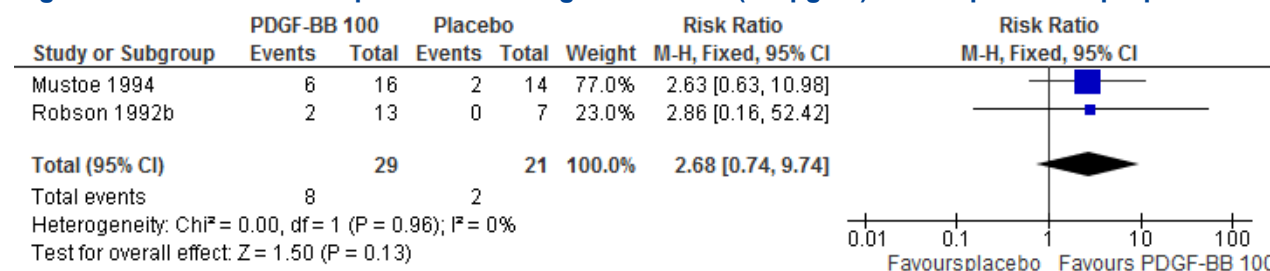 PDGF-BB 100 Placebo Risk Ratio Risk Ratio
Study or Subgroup Events Total Events Total Weight M-H, Fixed, 95% CI M-H, Fixed, 95% CI
Mustoe 1994 6 16 2 14 77.0% 2.63 [0.63, 10.98]
Robson 1992b 2 13 0 7 23.0% 2.86 [0.16, 52.42]
Total (95% CI) 29 21 100.0% 2.68 [0.74, 9.74]
Total events 8 2
Heterogeneity: Chi² = 0.00, df = 1 (P = 0.96); I² = 0%
Test for overall effect: Z = 1.50 (P = 0.13)
0.01 0.1 1 10 100
Favoursplacebo Favours PDGF-BB 100